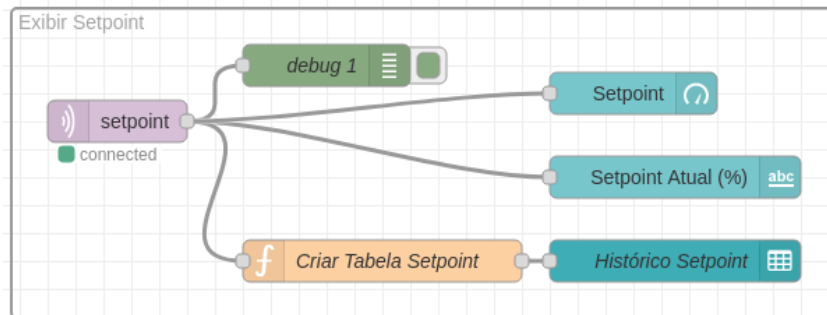 Exibir Setpoint
debug 1
Setpoint
setpoint
connected
Setpoint Atual (%)
abc
Criar Tabela Setpoint
Histórico Setpoint